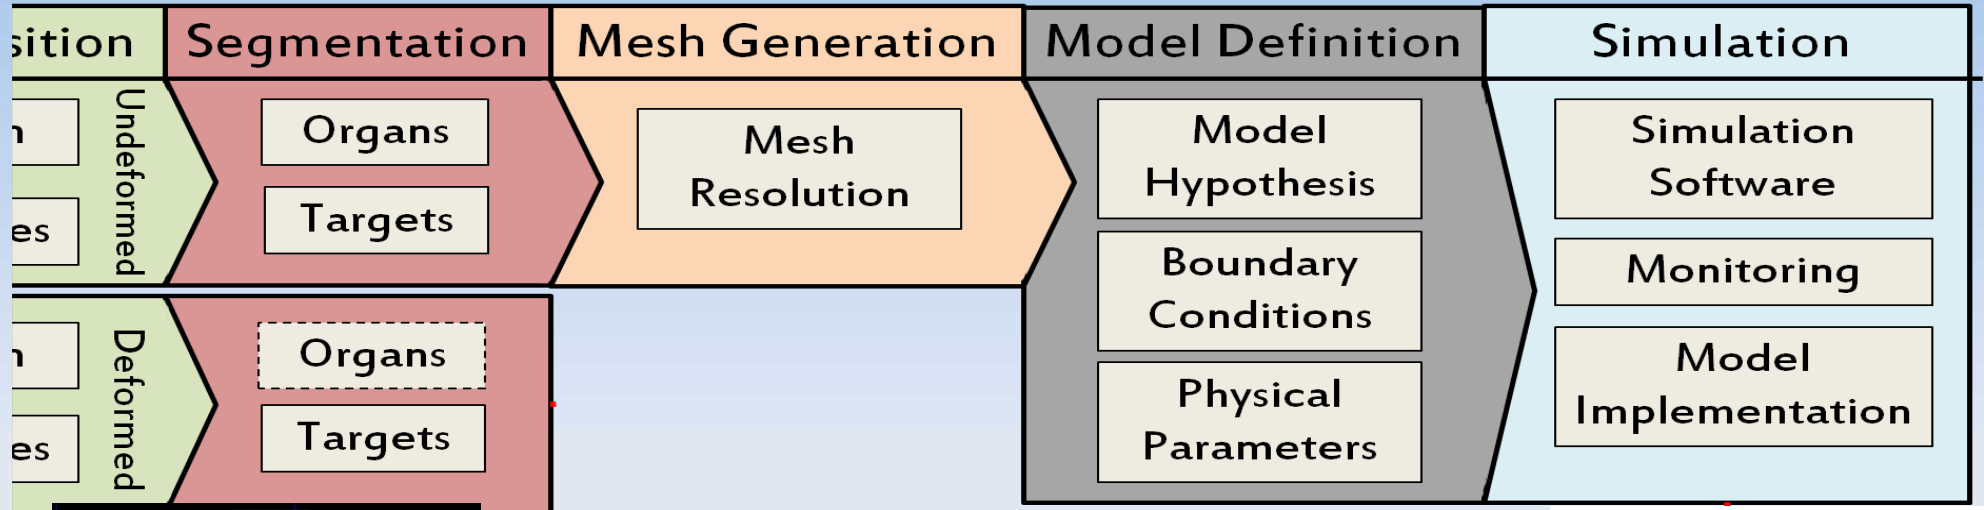 sition
Segmentation
Mesh Generation
Model Definition
Simulation
n
es
Undeformed
Organs
Targets
Mesh
Resolution
Model
Hypothesis
Boundary
Conditions
Physical
Parameters
Simulation
Software
Monitoring
Model
Implementation
n
es
Deformed
Organs
Targets